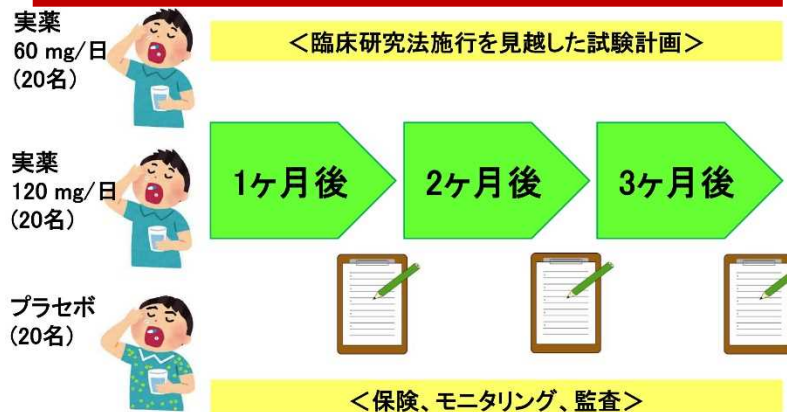 実薬
60 mg/日
(20名)
＜臨床研究法施行を見越した試験計画＞
実薬
120 mg/日
(20名)
1ヶ月後
2ヶ月後
3ヶ月後
プラセボ
(20名)
＜保険、モニタリング、監査＞